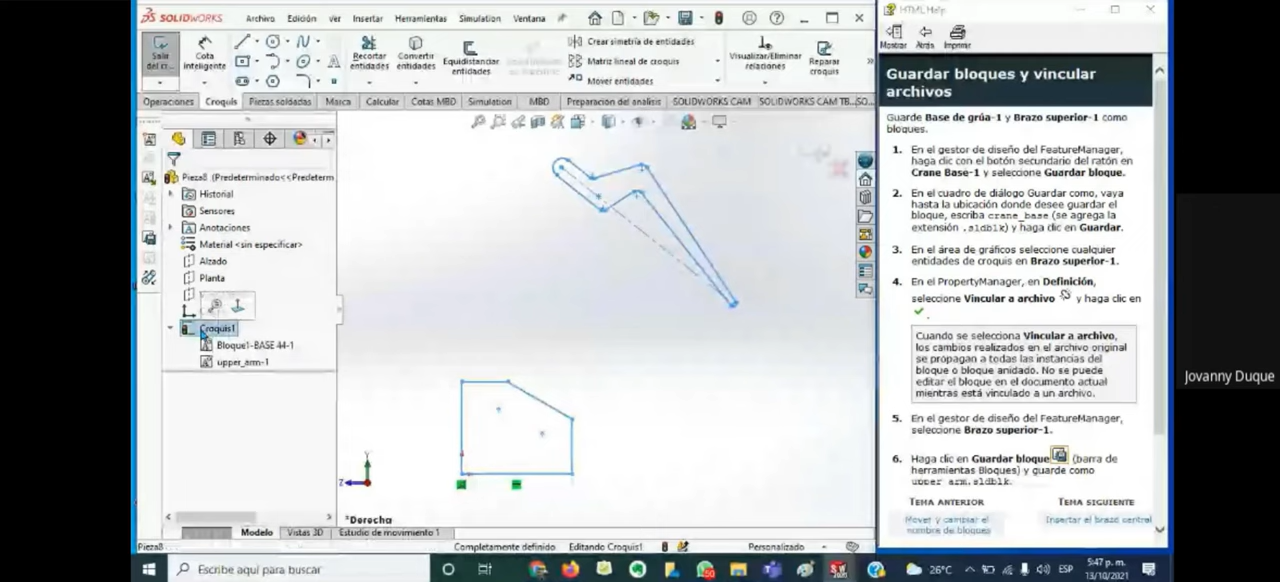 SOLIDWORKS
Archivo Edición ver Insertar Herramientas Simulation Ventana
Salir del cr...
Cota inteligente
Recortar entidades
Convertir entidades
Equidistanciar entidades
Crear simetría de entidades
Matriz lineal de croquis
Mover entidades
Visualizar/Eliminar relaciones
Reparar croquis
Operaciones Croquis Piezas soldadas Marca Calcular Cotas MBD Simulation MBD Preparación del análisis SOLIDWORKS CAM SOLIDWORKS CAM TB... SO...
Pieza8 (Predeterminado<<Predeterm
Historial
Sensores
Anotaciones
Material <sin especificar>
Alzado
Planta
Croquis1
Bloque1-BASE 44-1
upper_arm-1
Y
Z
*Derecha
Modelo Vistas 3D Estudio de movimiento 1
Pieza8 Completamente definido Editando Croquis1 Personalizado
HTML Help
Mostrar Atrás Imprimir
Guardar bloques y vincular
archivos
Guarde Base de grúa-1 y Brazo superior-1 como
bloques.
1. En el gestor de diseño del FeatureManager,
haga clic con el botón secundario del ratón en
Crane Base-1 y seleccione Guardar bloque.
2. En el cuadro de diálogo Guardar como, vaya
hasta la ubicación donde desee guardar el
bloque, escriba crane_base (se agrega la
extensión .sldblk) y haga clic en Guardar.
3. En el área de gráficos seleccione cualquier
entidades de croquis en Brazo superior-1.
4. En el PropertyManager, en Definición,
seleccione Vincular a archivo y haga clic en
.
Cuando se selecciona Vincular a archivo,
los cambios realizados en el archivo original
se propagan a todas las instancias del
bloque o bloque anidado. No se puede
editar el bloque en el documento actual
mientras está vinculado a un archivo.
5. En el gestor de diseño del FeatureManager,
seleccione Brazo superior-1.
6. Haga clic en Guardar bloque (barra de
herramientas Bloques) y guarde como
upper_arm.sldblk.
TEMA ANTERIOR TEMA SIGUIENTE
Mover y cambiar el
nombre de bloques
Insertar el brazo central
Jovanny Duque
Escribe aquí para buscar
26°C
ESP
5:47 p. m.
13/10/2021